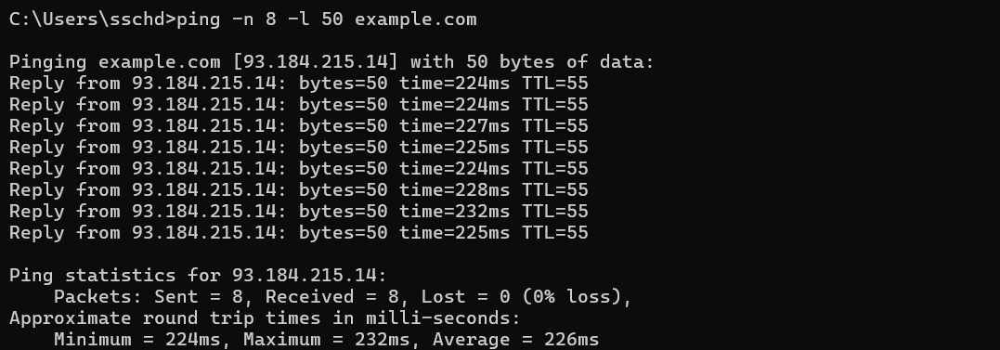 C:\Users\sschd>ping -n 8 -l 50 example.com
Pinging example.com [93.184.215.14] with 50 bytes of data:
Reply from 93.184.215.14: bytes=50 time=224ms TTL=55
Reply from 93.184.215.14: bytes=50 time=224ms TTL=55
Reply from 93.184.215.14: bytes=50 time=227ms TTL=55
Reply from 93.184.215.14: bytes=50 time=225ms TTL=55
Reply from 93.184.215.14: bytes=50 time=224ms TTL=55
Reply from 93.184.215.14: bytes=50 time=228ms TTL=55
Reply from 93.184.215.14: bytes=50 time=232ms TTL=55
Reply from 93.184.215.14: bytes=50 time=225ms TTL=55
Ping statistics for 93.184.215.14:
    Packets: Sent = 8, Received = 8, Lost = 0 (0% loss),
Approximate round trip times in milli-seconds:
    Minimum = 224ms, Maximum = 232ms, Average = 226ms